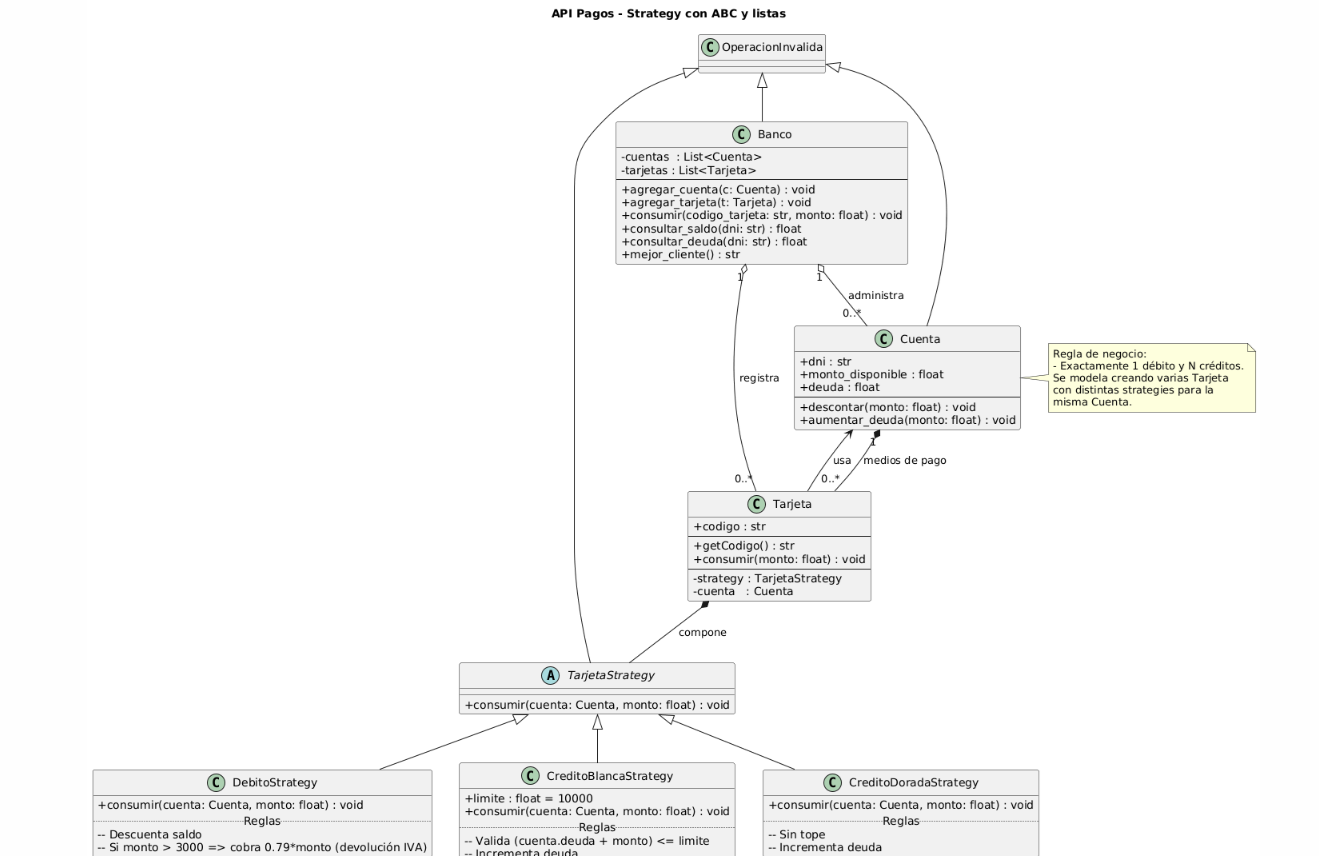 API Pagos - Strategy con ABC y listas
C OperacionInvalida
C Banco
-cuentas : List<Cuenta>
-tarjetas : List<Tarjeta>
+agregar_cuenta(c: Cuenta) : void
+agregar_tarjeta(t: Tarjeta) : void
+consumir(codigo_tarjeta: str, monto: float) : void
+consultar_saldo(dni: str) : float
+consultar_deuda(dni: str) : float
+mejor_cliente() : str
1
1
administra
0..*
C Cuenta
+dni : str
+monto_disponible : float
+deuda : float
+descontar(monto: float) : void
+aumentar_deuda(monto: float) : void
Regla de negocio:
- Exactamente 1 débito y N créditos.
Se modela creando varias Tarjeta
con distintas strategies para la
misma Cuenta.
registra
1
usa
medios de pago
0..*
0..*
C Tarjeta
+codigo : str
+getCodigo() : str
+consumir(monto: float) : void
-strategy : TarjetaStrategy
-cuenta : Cuenta
compone
A TarjetaStrategy
+consumir(cuenta: Cuenta, monto: float) : void
C DebitoStrategy
+consumir(cuenta: Cuenta, monto: float) : void
Reglas
-- Descuenta saldo
-- Si monto > 3000 => cobra 0.79*monto (devolución IVA)
C CreditoBlancaStrategy
+limite : float = 10000
+consumir(cuenta: Cuenta, monto: float) : void
Reglas
-- Valida (cuenta.deuda + monto) <= limite
-- Incrementa deuda
C CreditoDoradaStrategy
+consumir(cuenta: Cuenta, monto: float) : void
Reglas
-- Sin tope
-- Incrementa deuda